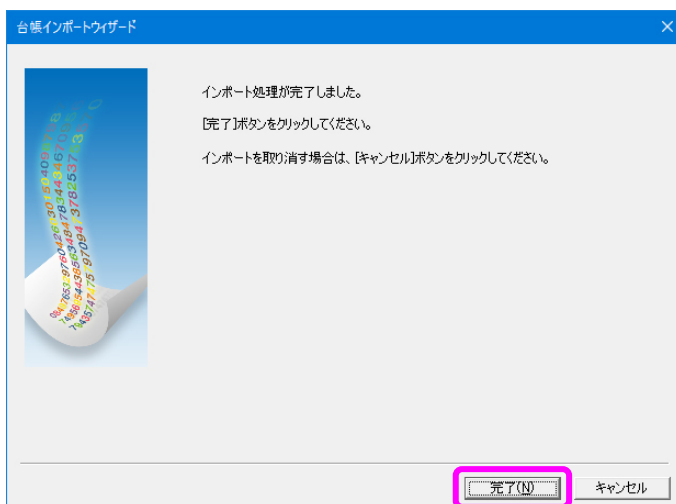 台帳インポートウィザード
インポート処理が完了しました。
[完了]ボタンをクリックしてください。
インポートを取り消す場合は、[キャンセル]ボタンをクリックしてください。
完了(N)
キャンセル